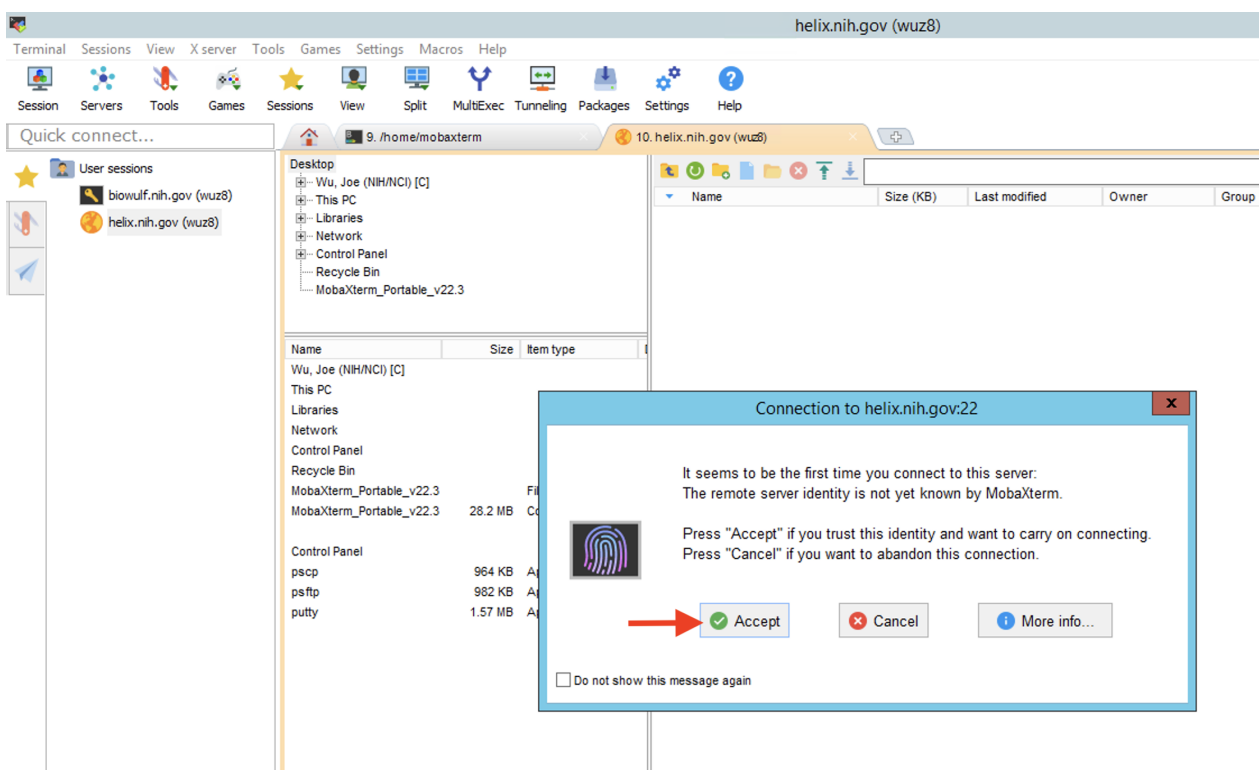 helix.nih.gov (wuz8)
Terminal Sessions View X server Tools Games Settings Macros Help
Session Servers Tools Games Sessions View Split MultiExec Tunneling Packages Settings Help
Quick connect...
9. /home/mobaxterm
10. helix.nih.gov (wuz8)
User sessions
biowulf.nih.gov (wuz8)
helix.nih.gov (wuz8)
Desktop
Wu, Joe (NIH/NCI) [C]
This PC
Libraries
Network
Control Panel
Recycle Bin
MobaXterm_Portable_v22.3
Name Size Item type
Wu, Joe (NIH/NCI) [C]
This PC
Libraries
Network
Control Panel
Recycle Bin
MobaXterm_Portable_v22.3
MobaXterm_Portable_v22.3 28.2 MB
Control Panel
pscp 964 KB
psftp 982 KB
putty 1.57 MB
Name Size (KB) Last modified Owner Group
Connection to helix.nih.gov:22
x
It seems to be the first time you connect to this server:
The remote server identity is not yet known by MobaXterm.
Press "Accept" if you trust this identity and want to carry on connecting.
Press "Cancel" if you want to abandon this connection.
Accept Cancel More info...
Do not show this message again